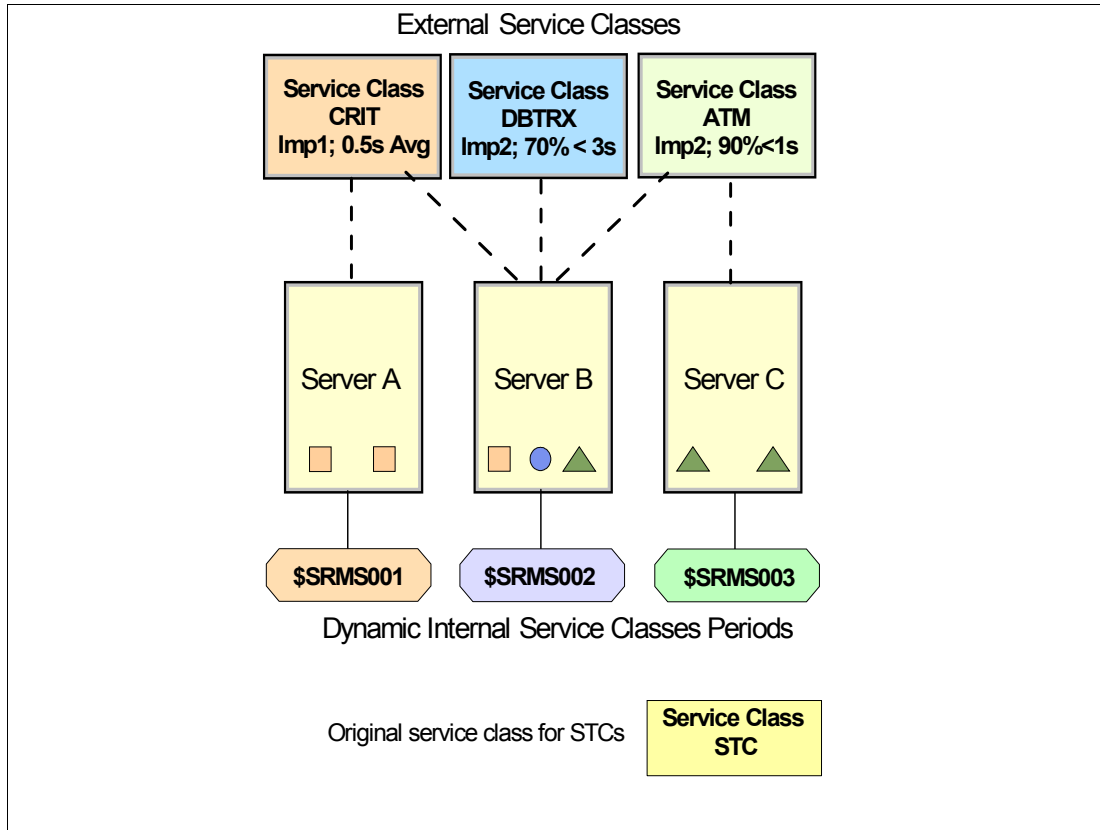 External Service Classes
Service Class
CRIT
Imp1; 0.5s Avg
Service Class
DBTRX
Imp2; 70% < 3s
Service Class
ATM
Imp2; 90%<1s
Server A
Server B
Server C
$SRMS001
$SRMS002
$SRMS003
Dynamic Internal Service Classes Periods
Original service class for STCs
Service Class
STC